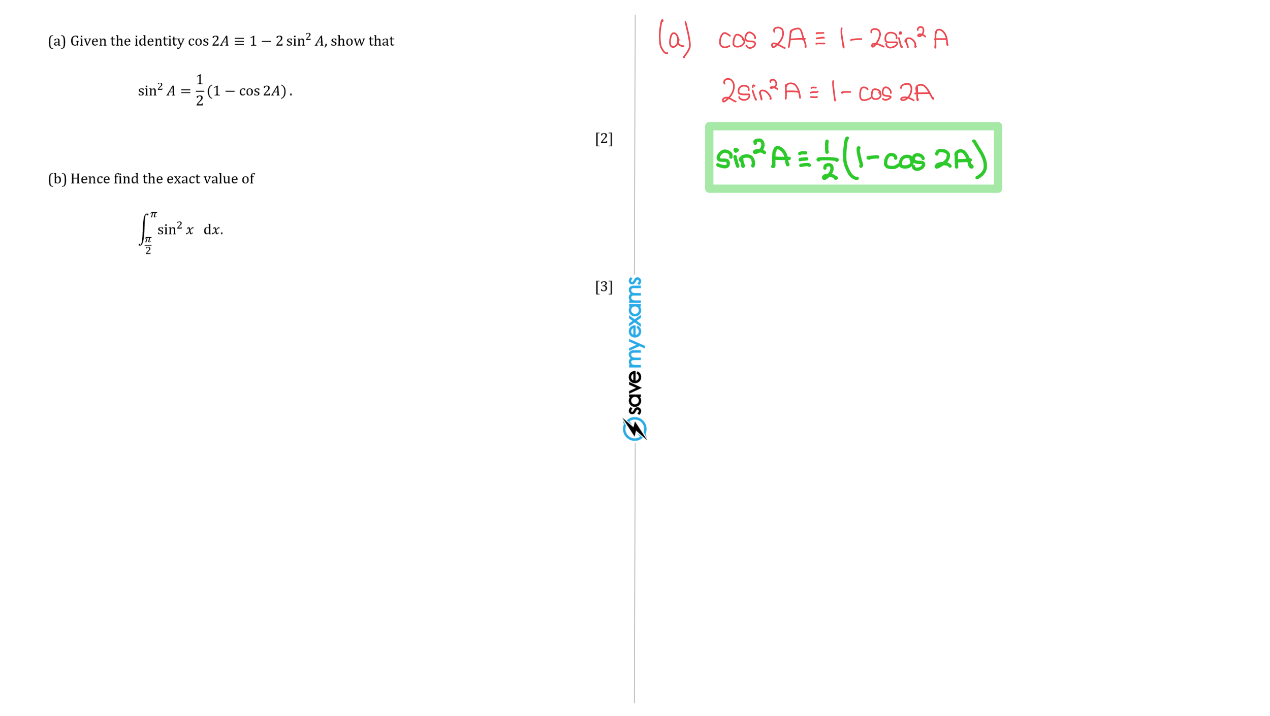 (a) Given the identity cos 2A ≡ 1 − 2 sin² A, show that
sin² A = 1/2 (1 − cos 2A) .
[2]
(b) Hence find the exact value of
∫_{π/2}^{π} sin² x dx.
[3]
save my exams
(a) cos 2A ≡ 1 − 2sin² A
2sin² A ≡ 1 − cos 2A
sin² A ≡ 1/2 (1 − cos 2A)